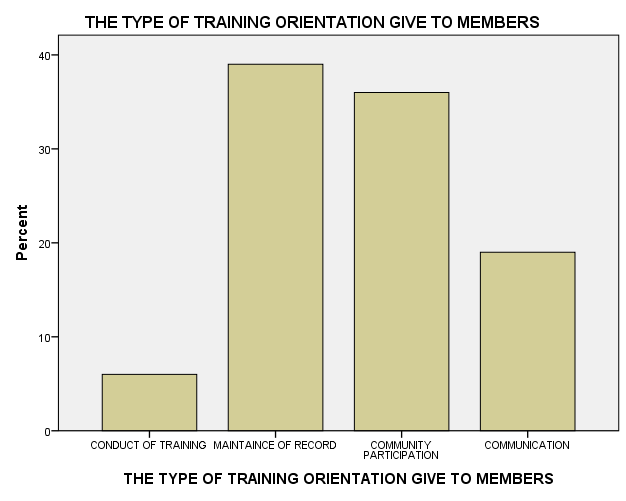 THE TYPE OF TRAINING ORIENTATION GIVE TO MEMBERS
Percent
40
30
20
10
0
CONDUCT OF TRAINING
MAINTAINCE OF RECORD
COMMUNITY
PARTICIPATION
COMMUNICATION
THE TYPE OF TRAINING ORIENTATION GIVE TO MEMBERS